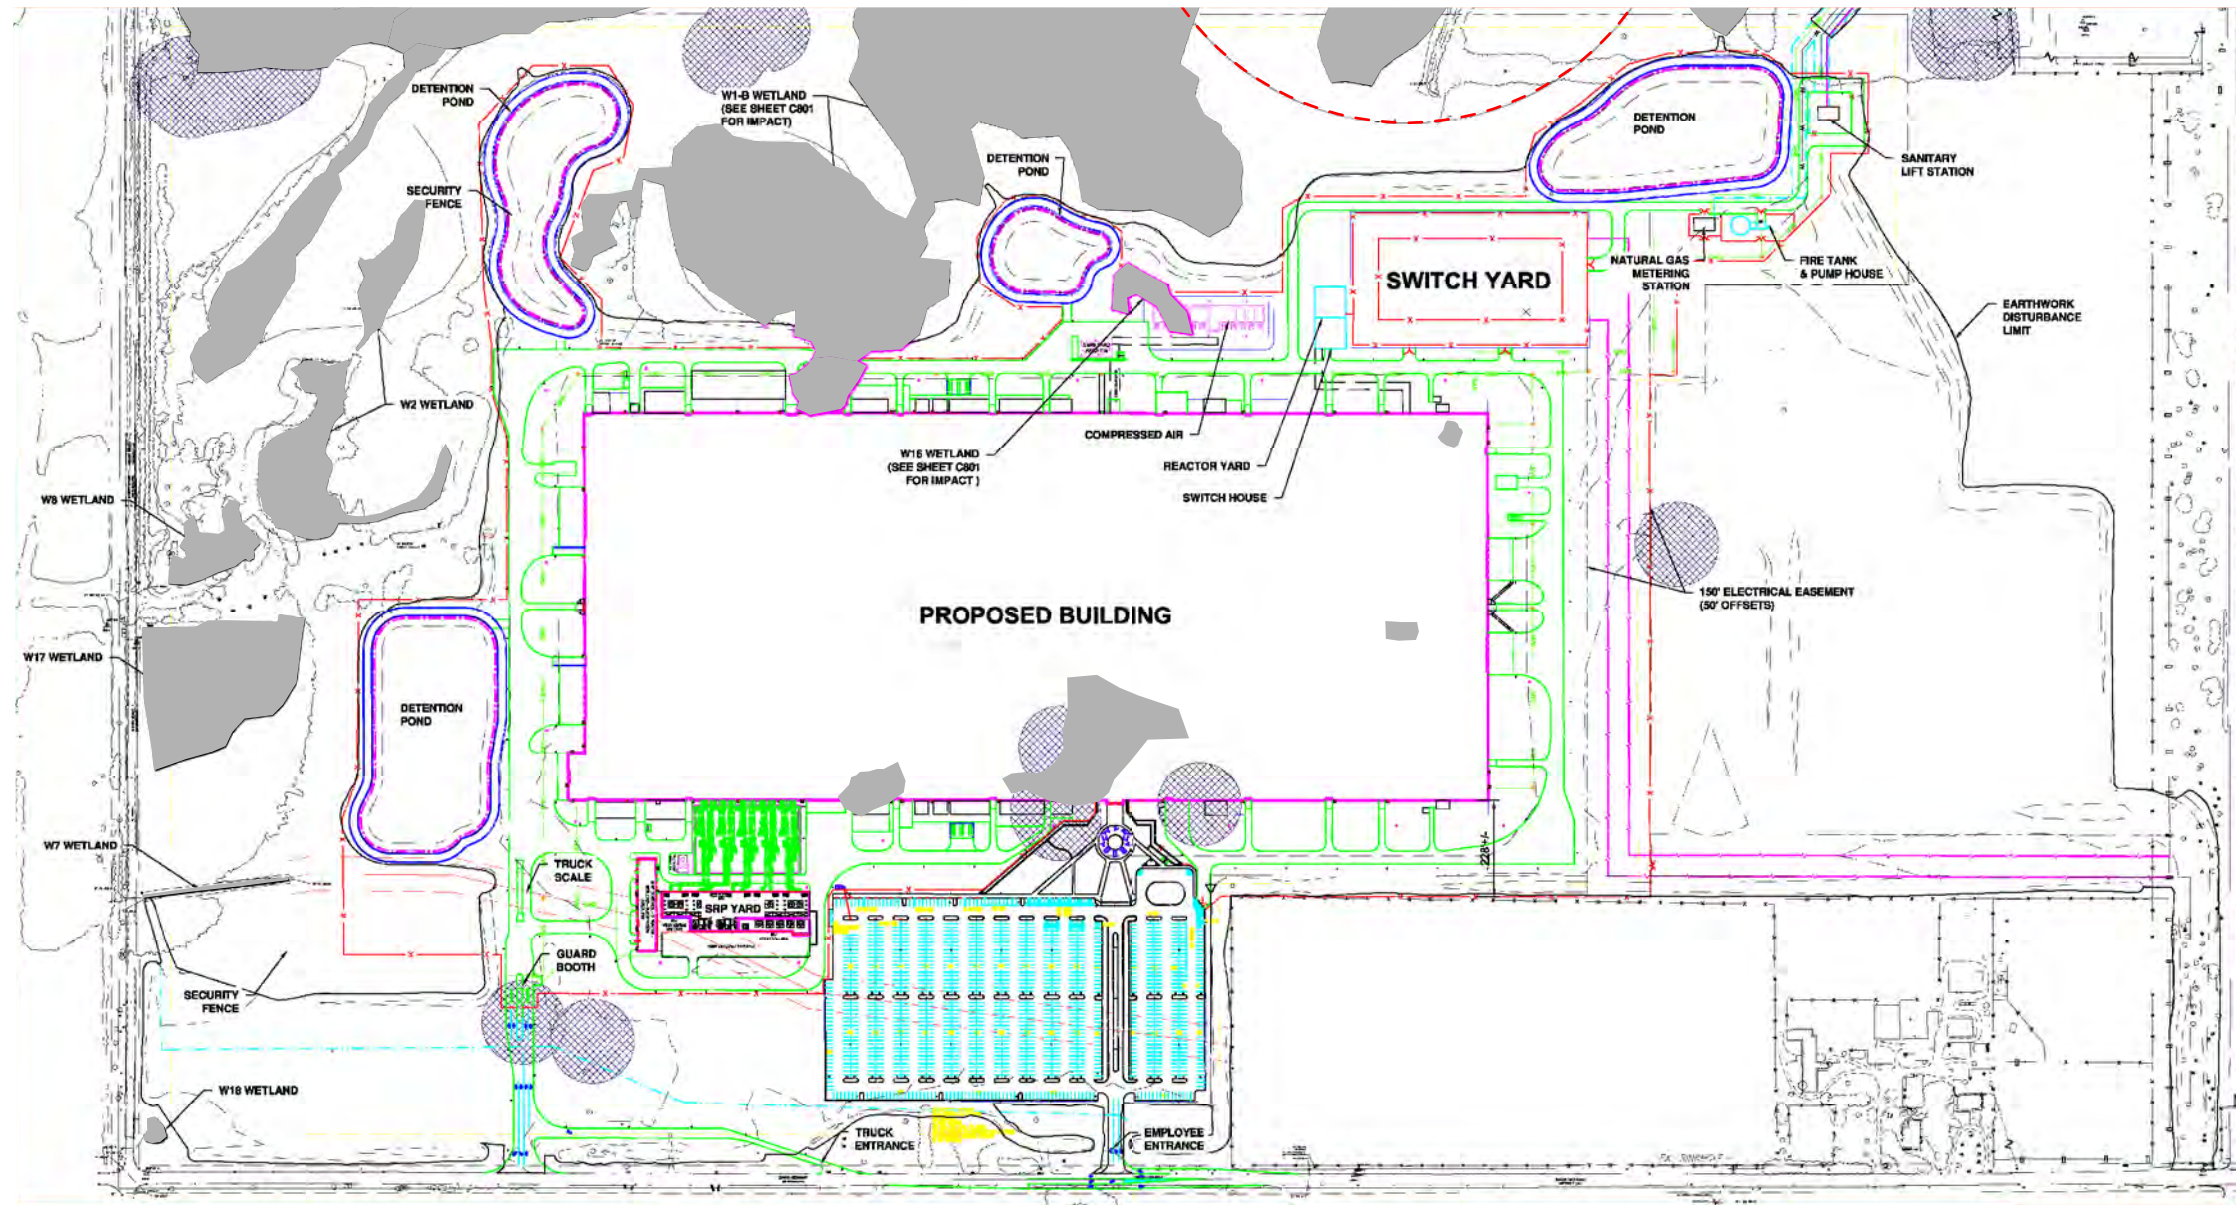 DETENTION
POND
W1-B WETLAND
(SEE SHEET C801
FOR IMPACT)
DETENTION
POND
DETENTION
POND
SANITARY
LIFT STATION
SECURITY
FENCE
SWITCH YARD
NATURAL GAS
METERING
STATION
FIRE TANK
& PUMP HOUSE
EARTHWORK
DISTURBANCE
LIMIT
W2 WETLAND
COMPRESSED AIR
W16 WETLAND
(SEE SHEET C801
FOR IMPACT )
REACTOR YARD
SWITCH HOUSE
W8 WETLAND
PROPOSED BUILDING
150' ELECTRICAL EASEMENT
(50' OFFSETS)
W17 WETLAND
DETENTION
POND
W7 WETLAND
TRUCK
SCALE
228'+/-
SRP YARD
GUARD
BOOTH
SECURITY
FENCE
W18 WETLAND
TRUCK
ENTRANCE
EMPLOYEE
ENTRANCE